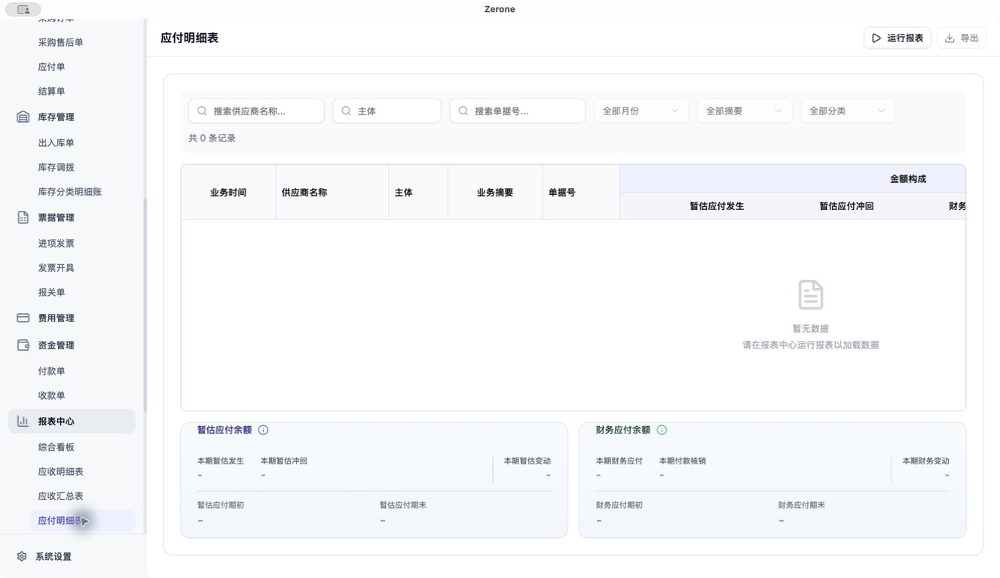 Zerone
采购订单
采购售后单
应付单
结算单
库存管理
出入库单
库存调拨
库存分类明细账
票据管理
进项发票
发票开具
报关单
费用管理
资金管理
付款单
收款单
报表中心
综合看板
应收明细表
应收汇总表
应付明细表
系统设置
应付明细表
运行报表
导出
搜索供应商名称...
主体
搜索单据号...
全部月份
全部摘要
全部分类
共 0 条记录
业务时间
供应商名称
主体
业务摘要
单据号
金额构成
暂估应付发生
暂估应付冲回
财务
暂无数据
请在报表中心运行报表以加载数据
暂估应付余额
本期暂估发生
本期暂估冲回
本期暂估变动
-
-
-
暂估应付期初
暂估应付期末
-
-
财务应付余额
本期财务应付
本期付款核销
本期财务变动
-
-
-
财务应付期初
财务应付期末
-
-